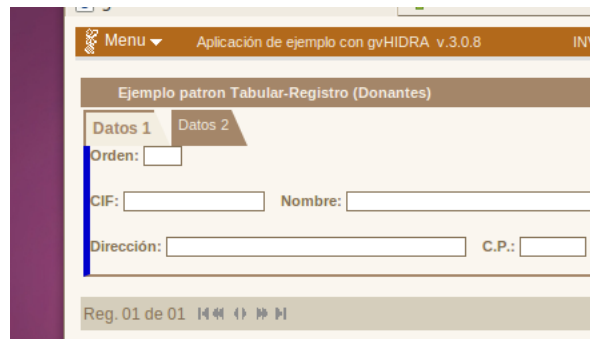 Menu Aplicación de ejemplo con gvHIDRA v.3.0.8
Ejemplo patron Tabular-Registro (Donantes)
Datos 1 Datos 2
Orden:
CIF: Nombre:
Dirección: C.P.:
Reg. 01 de 01